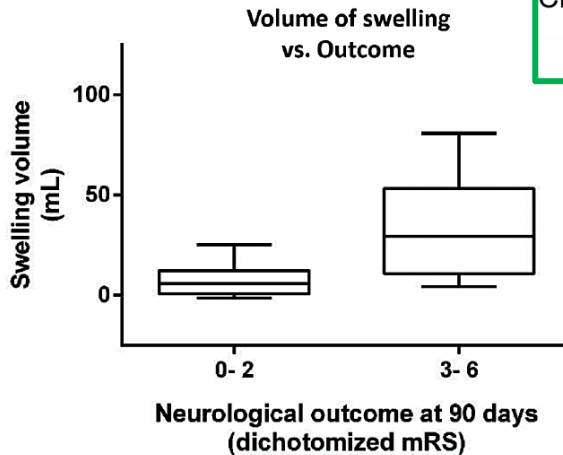 Volume of swelling
vs. Outcome
Swelling volume
(mL)
100
50
0
0- 2
3- 6
Neurological outcome at 90 days
(dichotomized mRS)